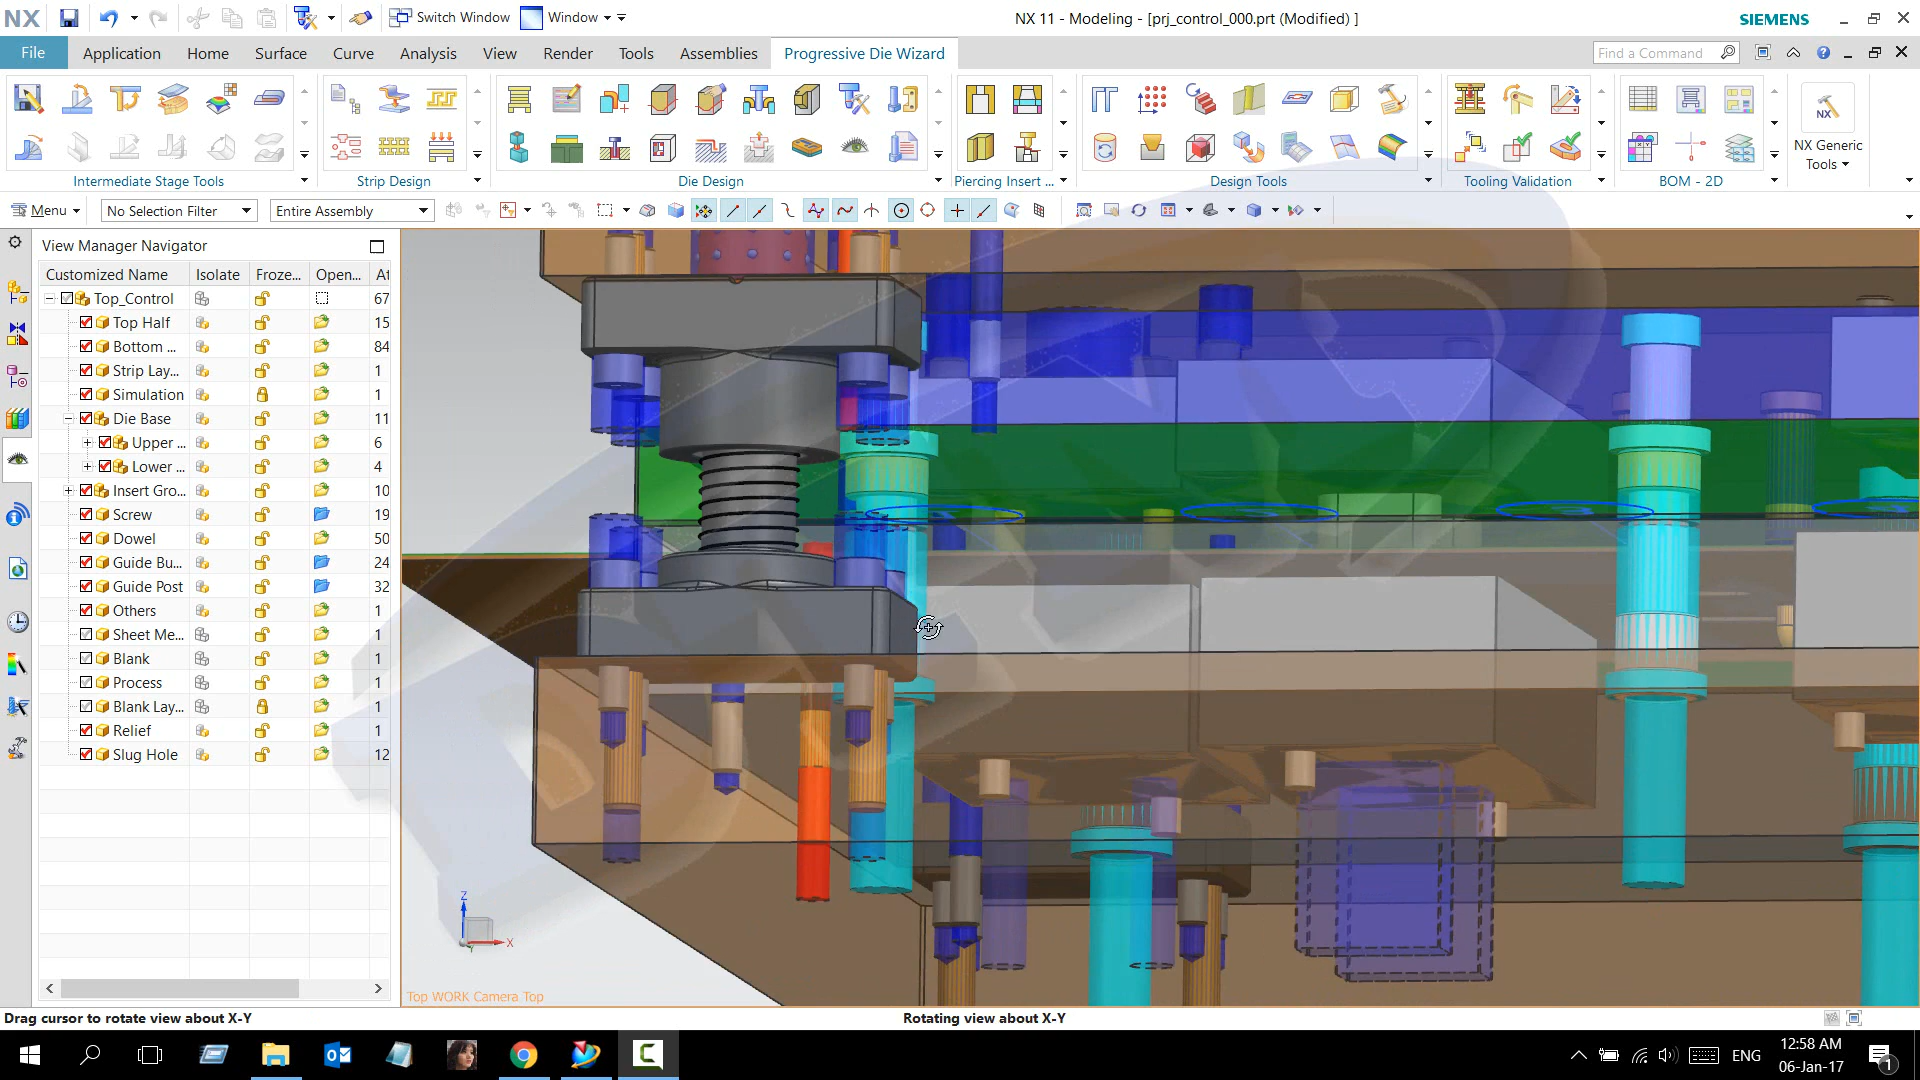 NX
Switch Window
Window
NX 11 - Modeling - [prj_control_000.prt (Modified) ]
SIEMENS
File
Application
Home
Surface
Curve
Analysis
View
Render
Tools
Assemblies
Progressive Die Wizard
Find a Command
Intermediate Stage Tools
Strip Design
Die Design
Piercing Insert ...
Design Tools
Tooling Validation
BOM - 2D
NX
NX Generic
Tools
Menu
No Selection Filter
Entire Assembly
View Manager Navigator
Customized Name Isolate Froze... Open... At
Top_Control 67
Top Half 15
Bottom ... 84
Strip Lay... 1
Simulation 1
Die Base 11
Upper ... 6
Lower ... 4
Insert Gro... 10
Screw 19
Dowel 50
Guide Bu... 24
Guide Post 32
Others 1
Sheet Me... 1
Blank 1
Process 1
Blank Lay... 1
Relief 1
Slug Hole 12
Z
X
Top WORK Camera Top
Drag cursor to rotate view about X-Y
Rotating view about X-Y
ENG
12:58 AM
06-Jan-17
1